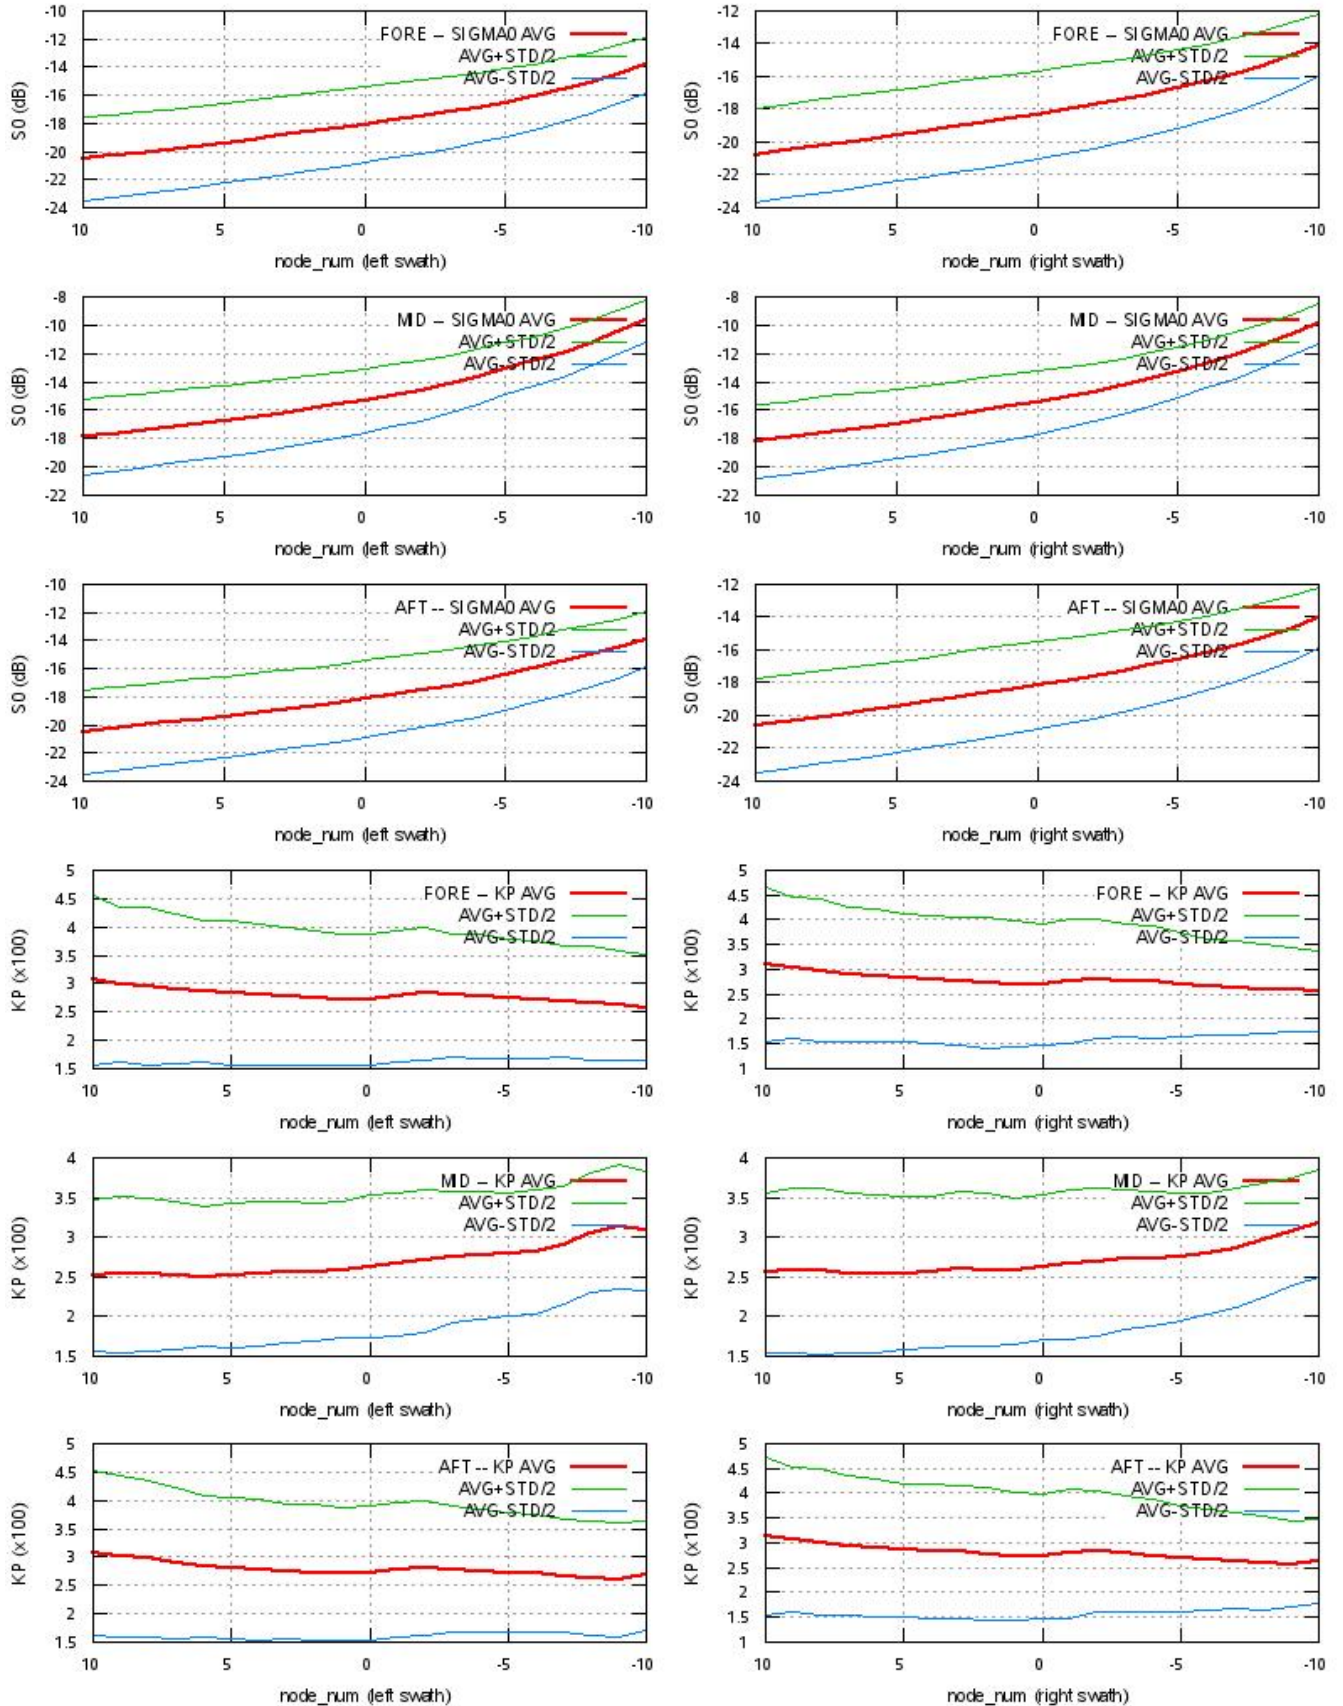 -10
-12
FORE – SIGMA0 AVG
AVG+STD/2
AVG-STD/2
-14
-16
-18
-20
-22
-24
S0 (dB)
10 5 0 -5 -10
node_num (left swath)
-12
-14
FORE – SIGMA0 AVG
AVG+STD/2
AVG-STD/2
-16
-18
-20
-22
-24
S0 (dB)
10 5 0 -5 -10
node_num (right swath)
-8
-10
MID – SIGMA0 AVG
AVG+STD/2
AVG-STD/2
-12
-14
-16
-18
-20
-22
S0 (dB)
10 5 0 -5 -10
node_num (left swath)
-8
-10
MID – SIGMA0 AVG
AVG+STD/2
AVG-STD/2
-12
-14
-16
-18
-20
-22
S0 (dB)
10 5 0 -5 -10
node_num (right swath)
-10
-12
AFT -- SIGMA0 AVG
AVG+STD/2
AVG-STD/2
-14
-16
-18
-20
-22
-24
S0 (dB)
10 5 0 -5 -10
node_num (left swath)
-12
-14
AFT -- SIGMA0 AVG
AVG+STD/2
AVG-STD/2
-16
-18
-20
-22
-24
S0 (dB)
10 5 0 -5 -10
node_num (right swath)
5
4.5
FORE – KP AVG
AVG+STD/2
AVG-STD/2
4
3.5
3
2.5
2
1.5
KP (x100)
10 5 0 -5 -10
node_num (left swath)
5
4.5
FORE – KP AVG
AVG+STD/2
AVG-STD/2
4
3.5
3
2.5
2
1.5
1
KP (x100)
10 5 0 -5 -10
node_num (right swath)
4
3.5
MID – KP AVG
AVG+STD/2
AVG-STD/2
3
2.5
2
1.5
KP (x100)
10 5 0 -5 -10
node_num (left swath)
4
3.5
MID – KP AVG
AVG+STD/2
AVG-STD/2
3
2.5
2
1.5
KP (x100)
10 5 0 -5 -10
node_num (right swath)
5
4.5
AFT -- KP AVG
AVG+STD/2
AVG-STD/2
4
3.5
3
2.5
2
1.5
KP (x100)
10 5 0 -5 -10
node_num (left swath)
5
4.5
AFT -- KP AVG
AVG+STD/2
AVG-STD/2
4
3.5
3
2.5
2
1.5
1
KP (x100)
10 5 0 -5 -10
node_num (right swath)